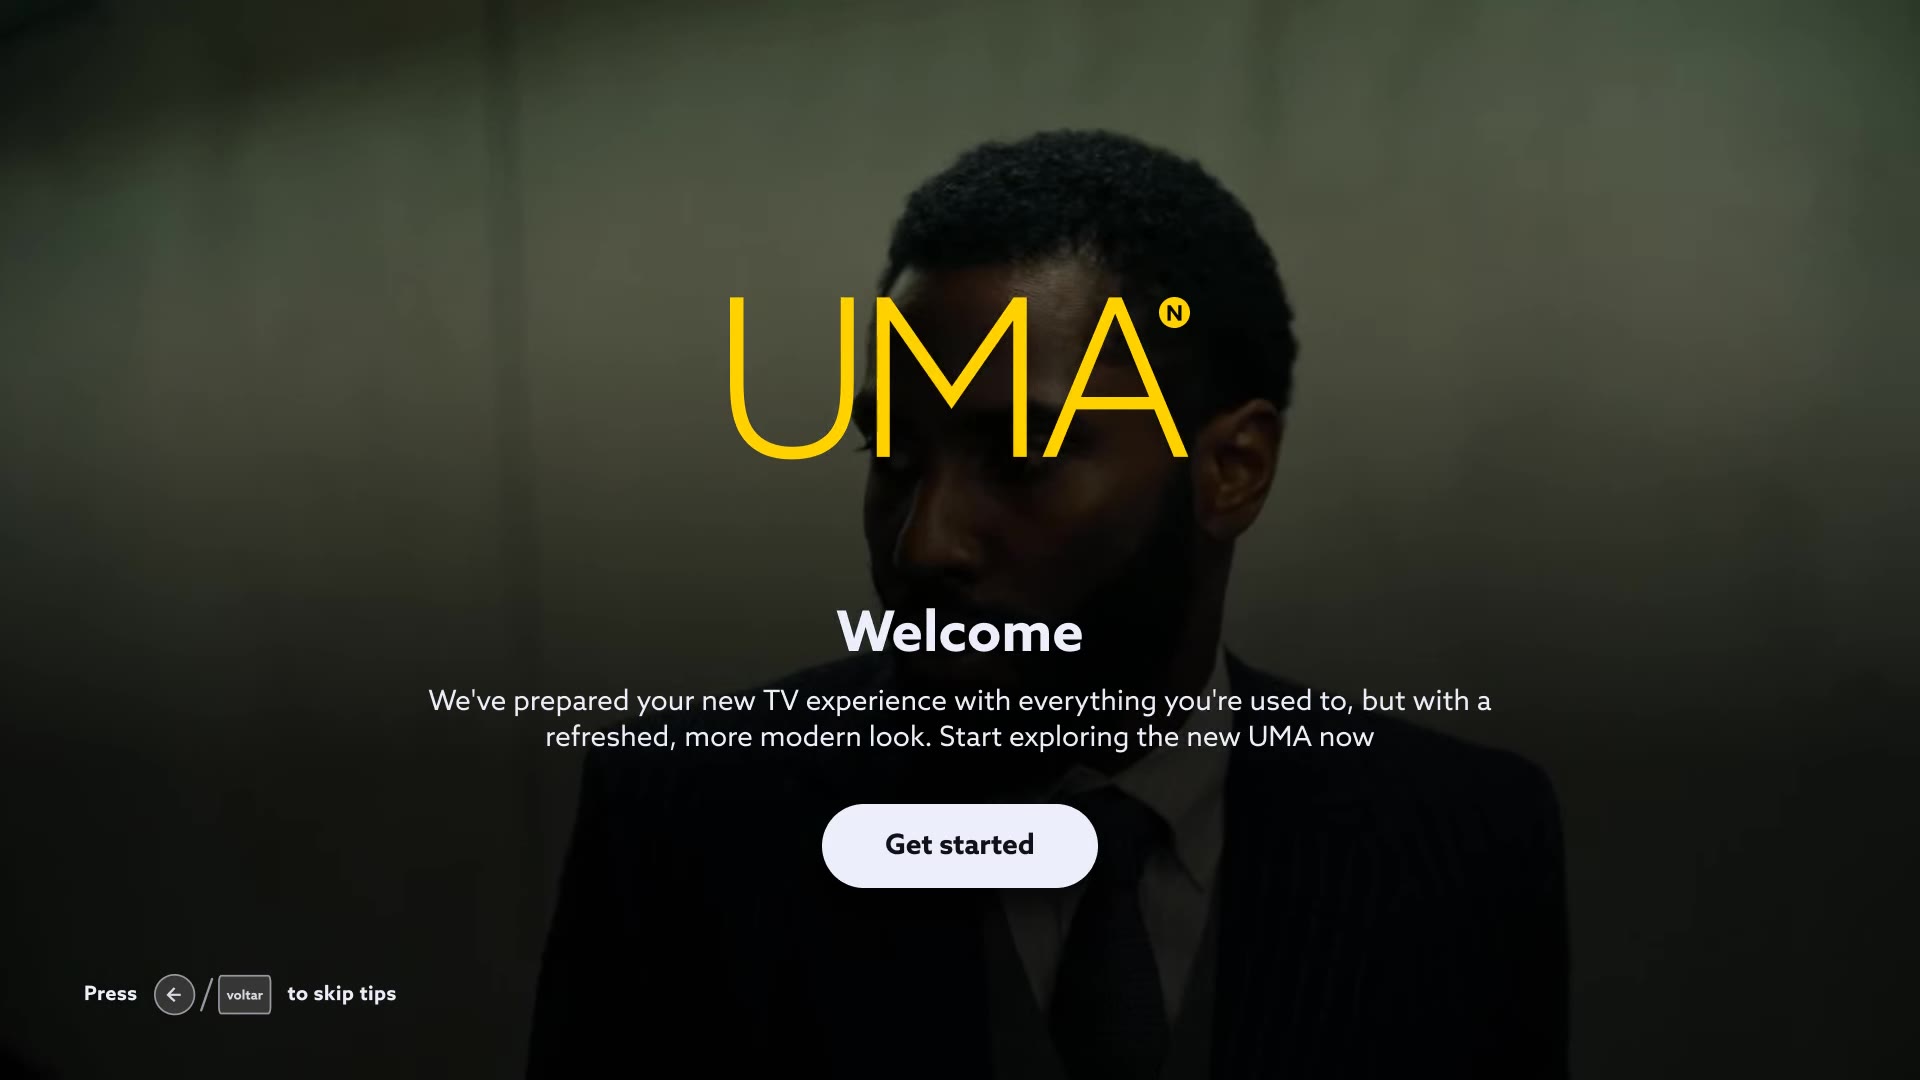 UMA N
Welcome
We've prepared your new TV experience with everything you're used to, but with a
refreshed, more modern look. Start exploring the new UMA now
Get started
Press ← / voltar to skip tips